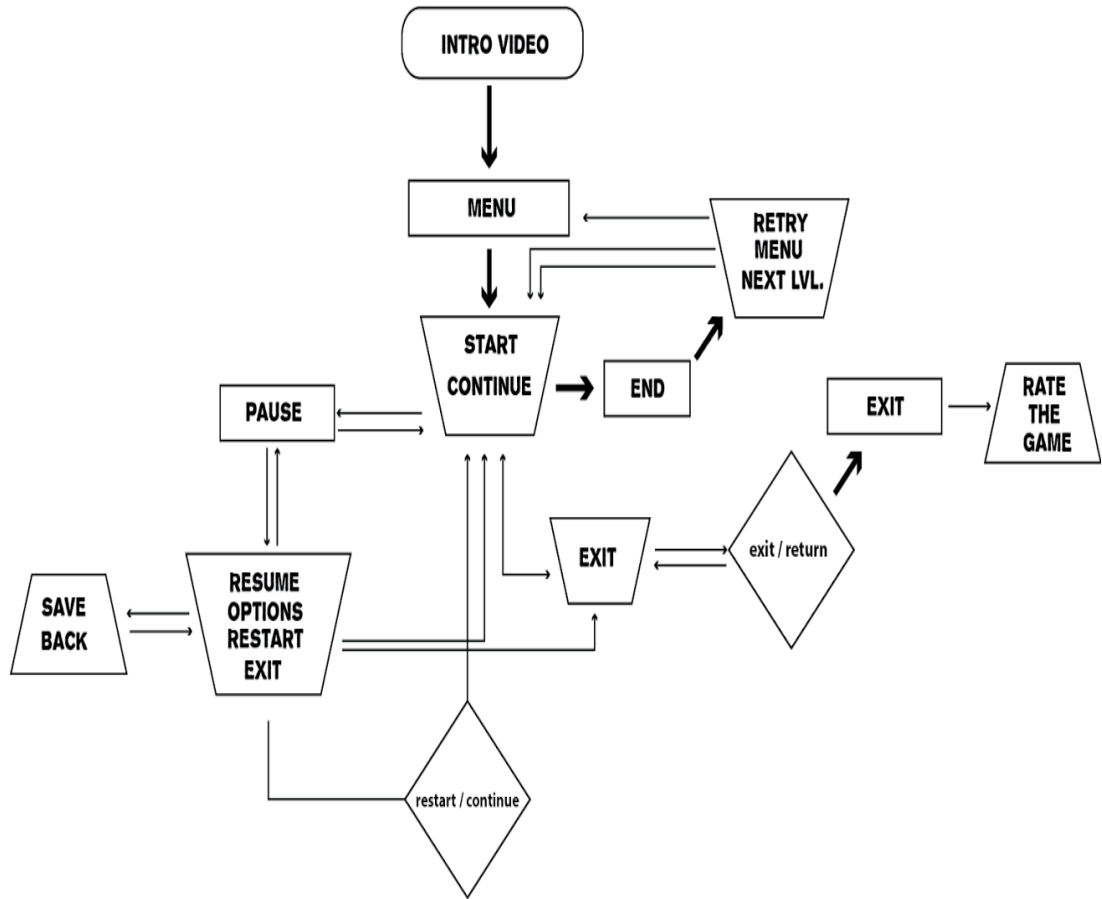 INTRO VIDEO
MENU
RETRY
MENU
NEXT LVL.
START
CONTINUE
END
PAUSE
EXIT
RATE
THE
GAME
EXIT
exit / return
RESUME
OPTIONS
RESTART
EXIT
SAVE
BACK
restart / continue